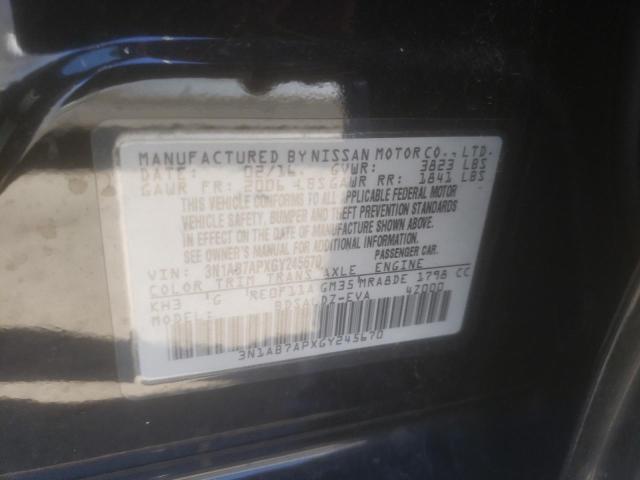 MANUFACTURED BY NISSAN MOTOR CO., LTD.
DATE: 02/16 GVWR: 3823 LBS
GAWR FR: 2006 LBS GAWR RR: 1841 LBS
THIS VEHICLE CONFORMS TO ALL APPLICABLE FEDERAL MOTOR
VEHICLE SAFETY, BUMPER AND THEFT PREVENTION STANDARDS
IN EFFECT ON THE DATE OF MANUFACTURE SHOWN ABOVE.
SEE OWNER'S MANUAL FOR MORE INFORMATION.
VIN: 3N1AB7APXGY245670 PASSENGER CAR.
COLOR TRIM TRANS AXLE ENGINE
KH3 G RE0F11A GM35 MRA8DE 1798 CC
MODEL: BDSALDZ-EVA 42000
3N1AB7APXGY245670